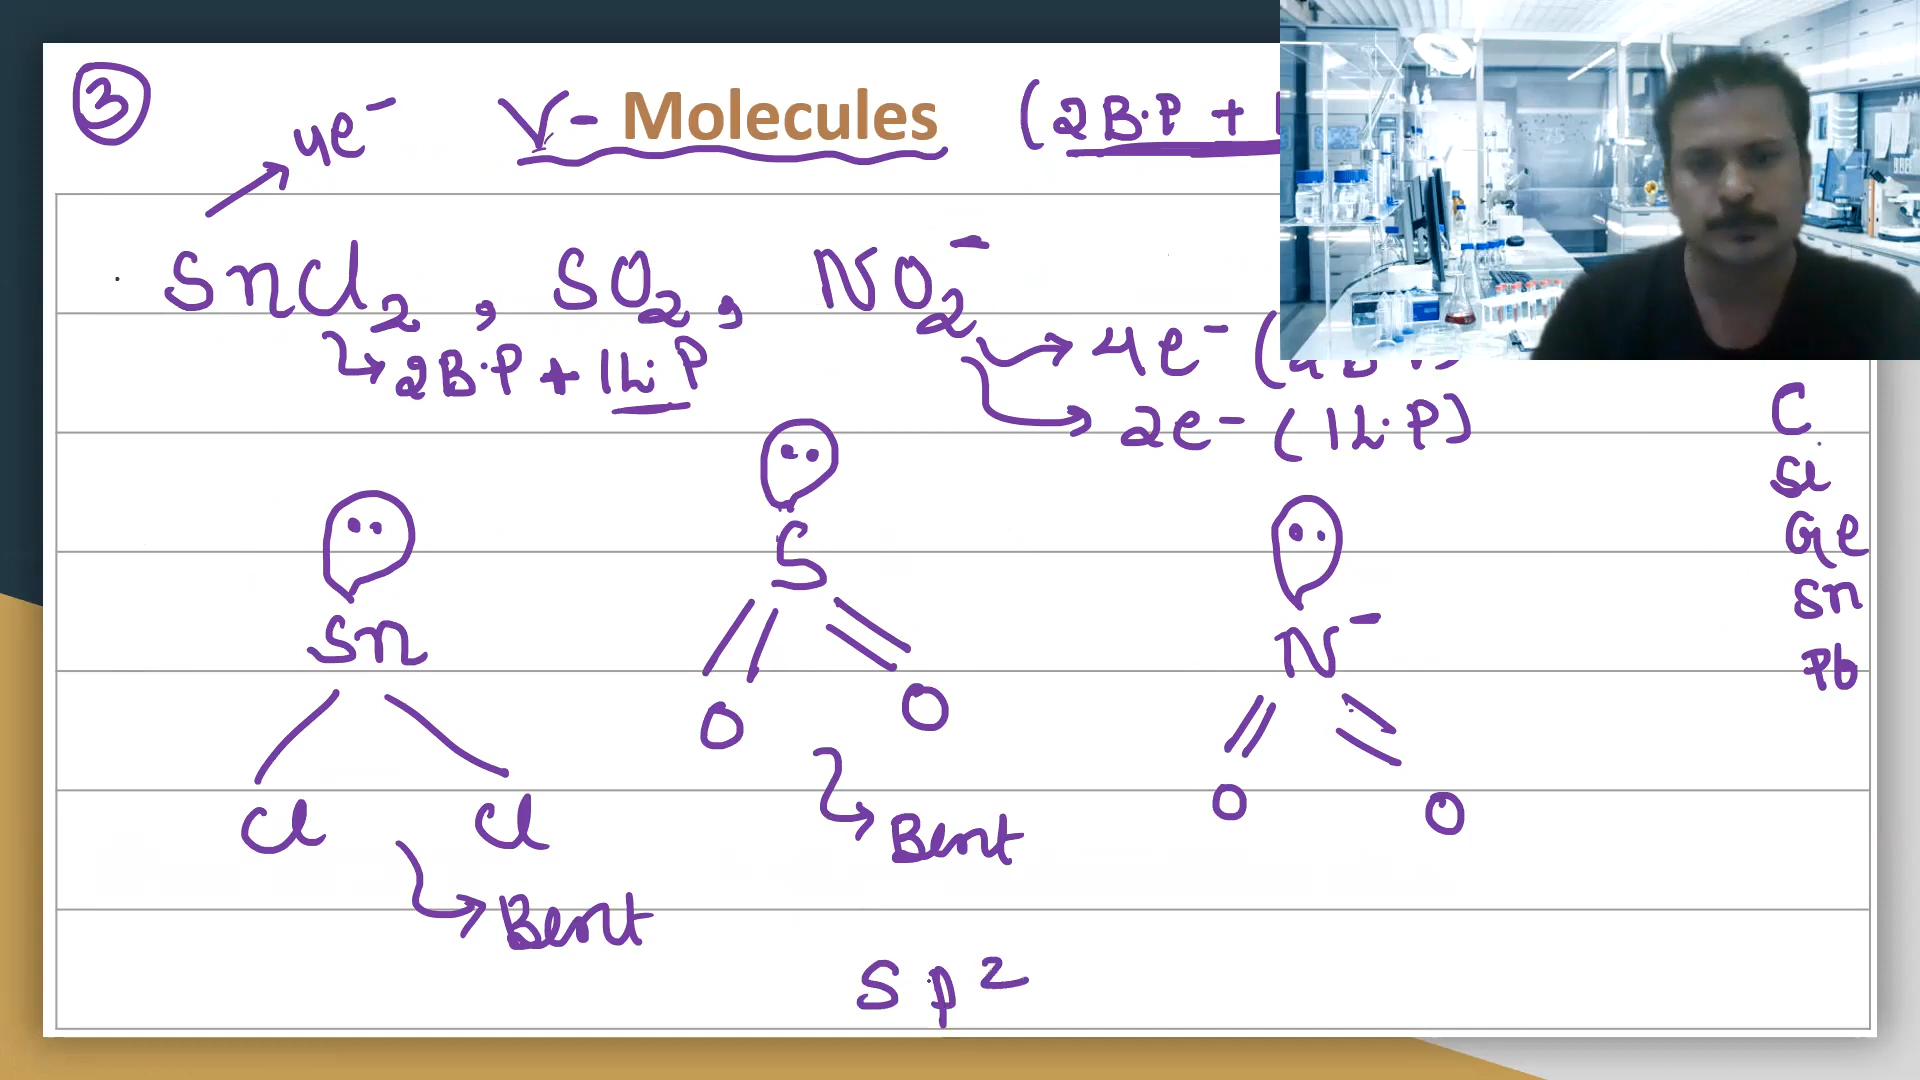 3
4e⁻
V- Molecules (2B.P +
SnCl₂ , SO₂ , NO₂⁻
2B.P + 1L.P
4e⁻ (
2e⁻ (1L.P)
C
Si
Ge
Sn
Pb
Sn
Cl Cl
Bent
S
O O
Bent
N⁻
O O
Sp²